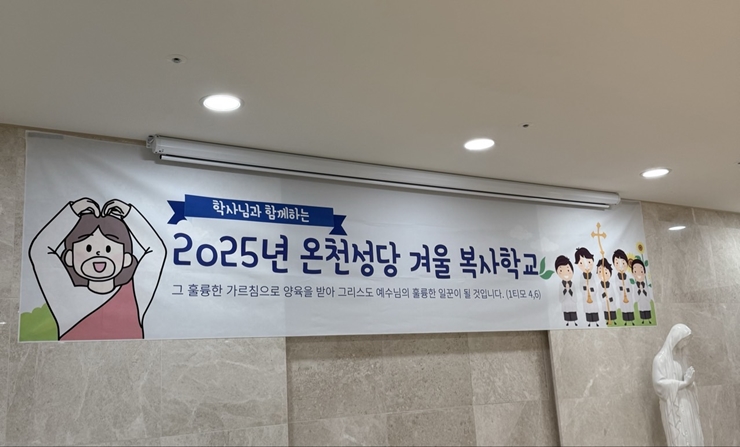 학사님과 함께하는
2025년 온천성당 겨울 복사학교
그 훌륭한 가르침으로 양육을 받아 그리스도 예수님의 훌륭한 일꾼이 될 것입니다. (1티모 4,6)